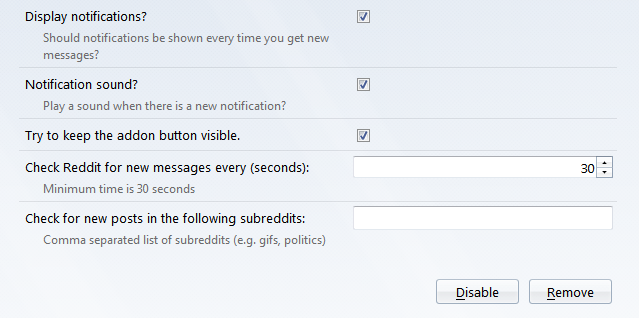 Display notifications?
Should notifications be shown every time you get new
messages?
Notification sound?
Play a sound when there is a new notification?
Try to keep the addon button visible.
Check Reddit for new messages every (seconds):
30
Minimum time is 30 seconds
Check for new posts in the following subreddits:
Comma separated list of subreddits (e.g. gifs, politics)
Disable
Remove